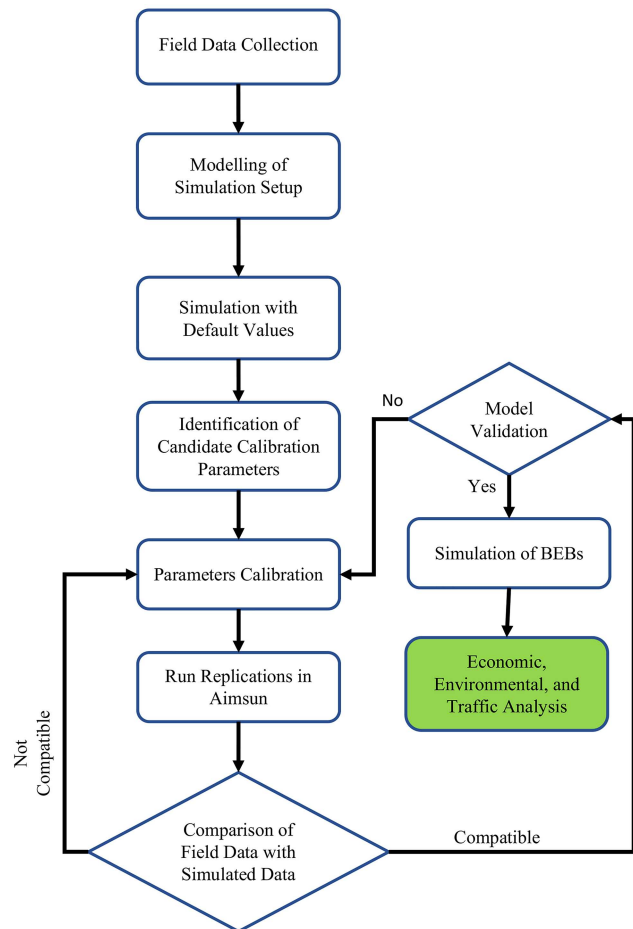 Field Data Collection
Modelling of
Simulation Setup
Simulation with
Default Values
Identification of
Candidate Calibration
Parameters
Parameters Calibration
Run Replications in
Aimsun
Comparison of
Field Data with
Simulated Data
Not
Compatible
Compatible
Model
Validation
No
Yes
Simulation of BEBs
Economic,
Environmental, and
Traffic Analysis